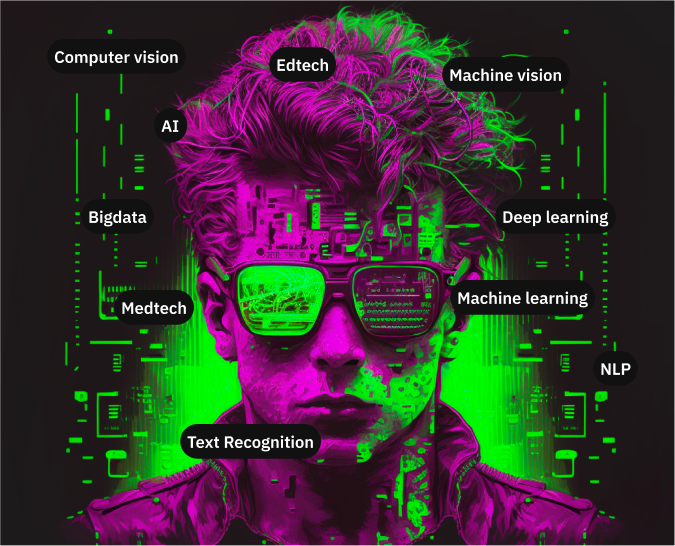 Computer vision
Edtech
Machine vision
AI
Bigdata
Deep learning
Medtech
Machine learning
NLP
Text Recognition